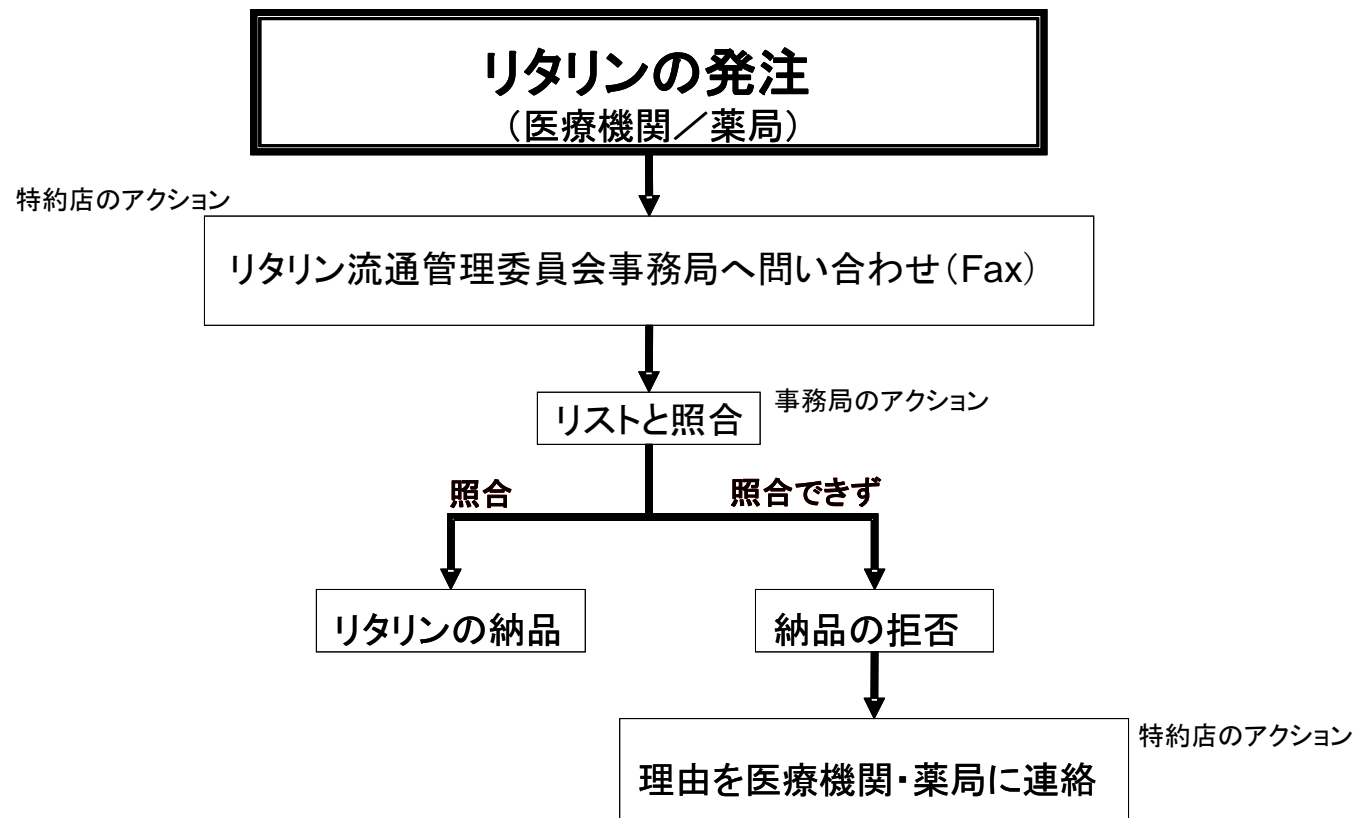 リタリンの発注
（医療機関／薬局）
特約店のアクション
リタリン流通管理委員会事務局へ問い合わせ（Fax）
リストと照合
事務局のアクション
照合
照合できず
リタリンの納品
納品の拒否
特約店のアクション
理由を医療機関・薬局に連絡